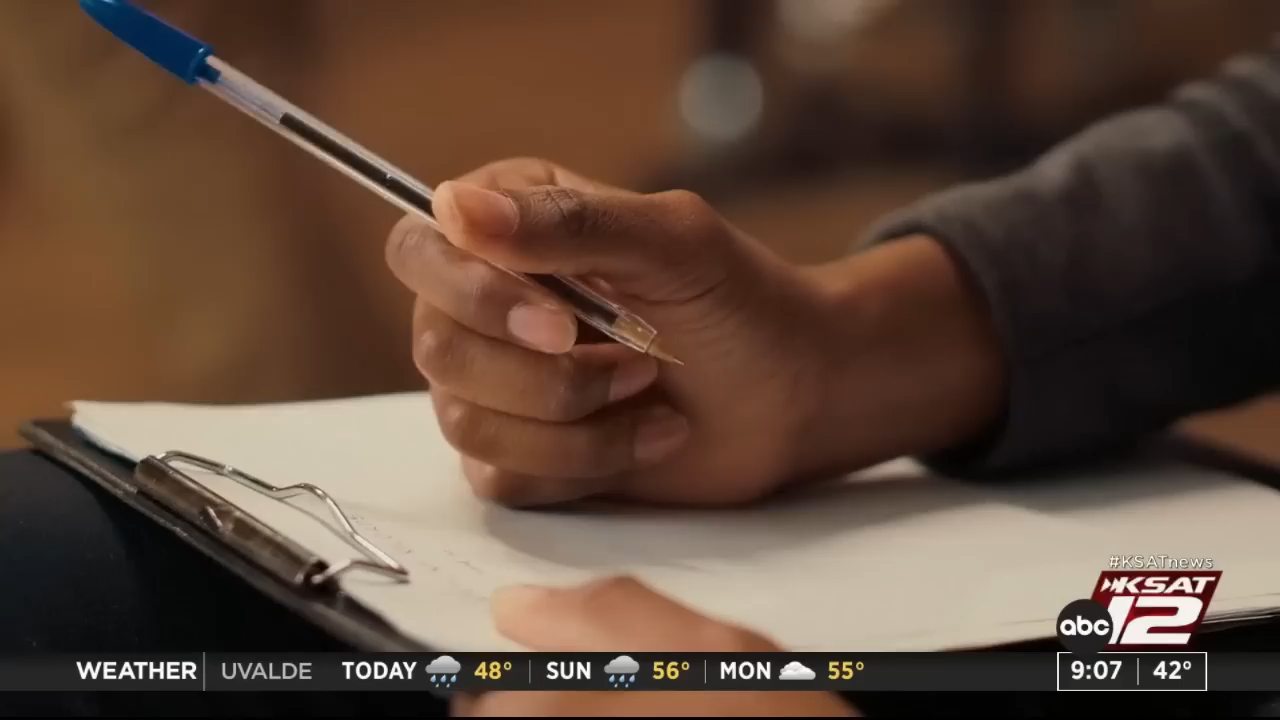 #KSATnews
KSAT
abc 12
WEATHER UVALDE TODAY 48° SUN 56° MON 55° 9:07 42°